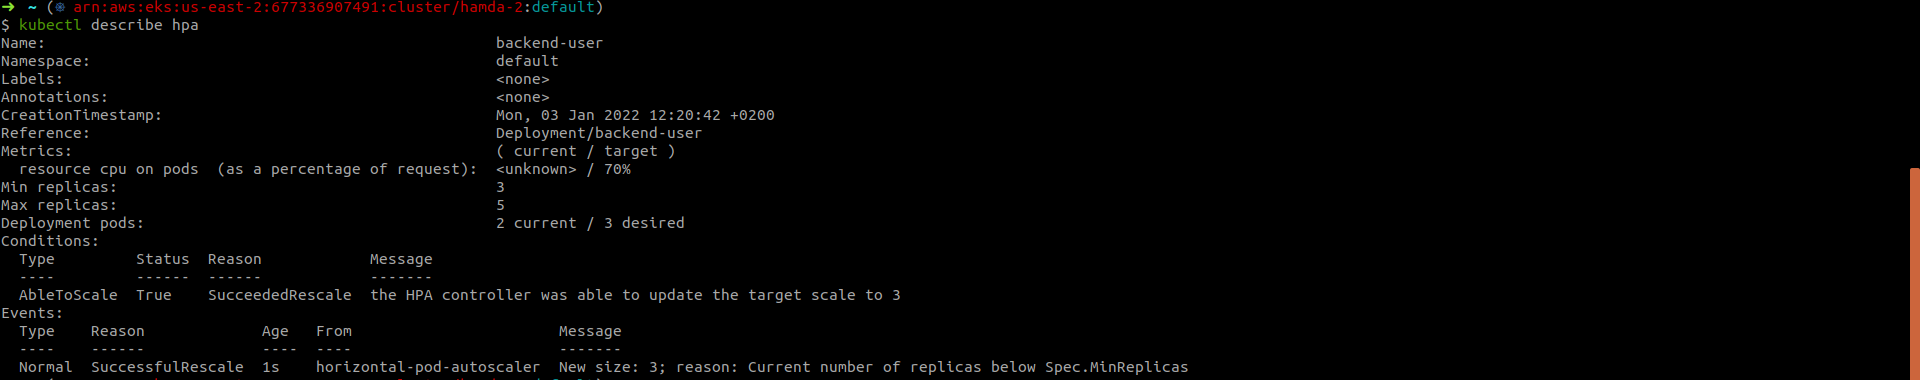 ➜ ~ (⎈ arn:aws:eks:us-east-2:677336907491:cluster/hamda-2:default)
$ kubectl describe hpa
Name:                                                  backend-user
Namespace:                                             default
Labels:                                                <none>
Annotations:                                           <none>
CreationTimestamp:                                     Mon, 03 Jan 2022 12:20:42 +0200
Reference:                                             Deployment/backend-user
Metrics:                                               ( current / target )
  resource cpu on pods  (as a percentage of request):  <unknown> / 70%
Min replicas:                                          3
Max replicas:                                          5
Deployment pods:                                       2 current / 3 desired
Conditions:
  Type         Status  Reason            Message
  ----         ------  ------            -------
  AbleToScale  True    SucceededRescale  the HPA controller was able to update the target scale to 3
Events:
  Type    Reason             Age   From                       Message
  ----    ------             ----  ----                       -------
  Normal  SuccessfulRescale  1s    horizontal-pod-autoscaler  New size: 3; reason: Current number of replicas below Spec.MinReplicas